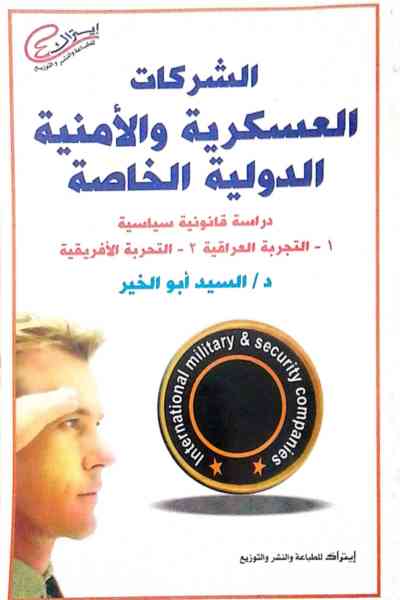 إيتراك
للطباعة والنشر والتوزيع
الشركات
العسكرية والأمنية
الدولية الخاصة
دراسة قانونية سياسية
١ - التجربة العراقية ٢ - التحربة الأفريقية
د/ السيد أبو الخير
International military & security companies
إيتراك للطباعة والنشر والتوزيع